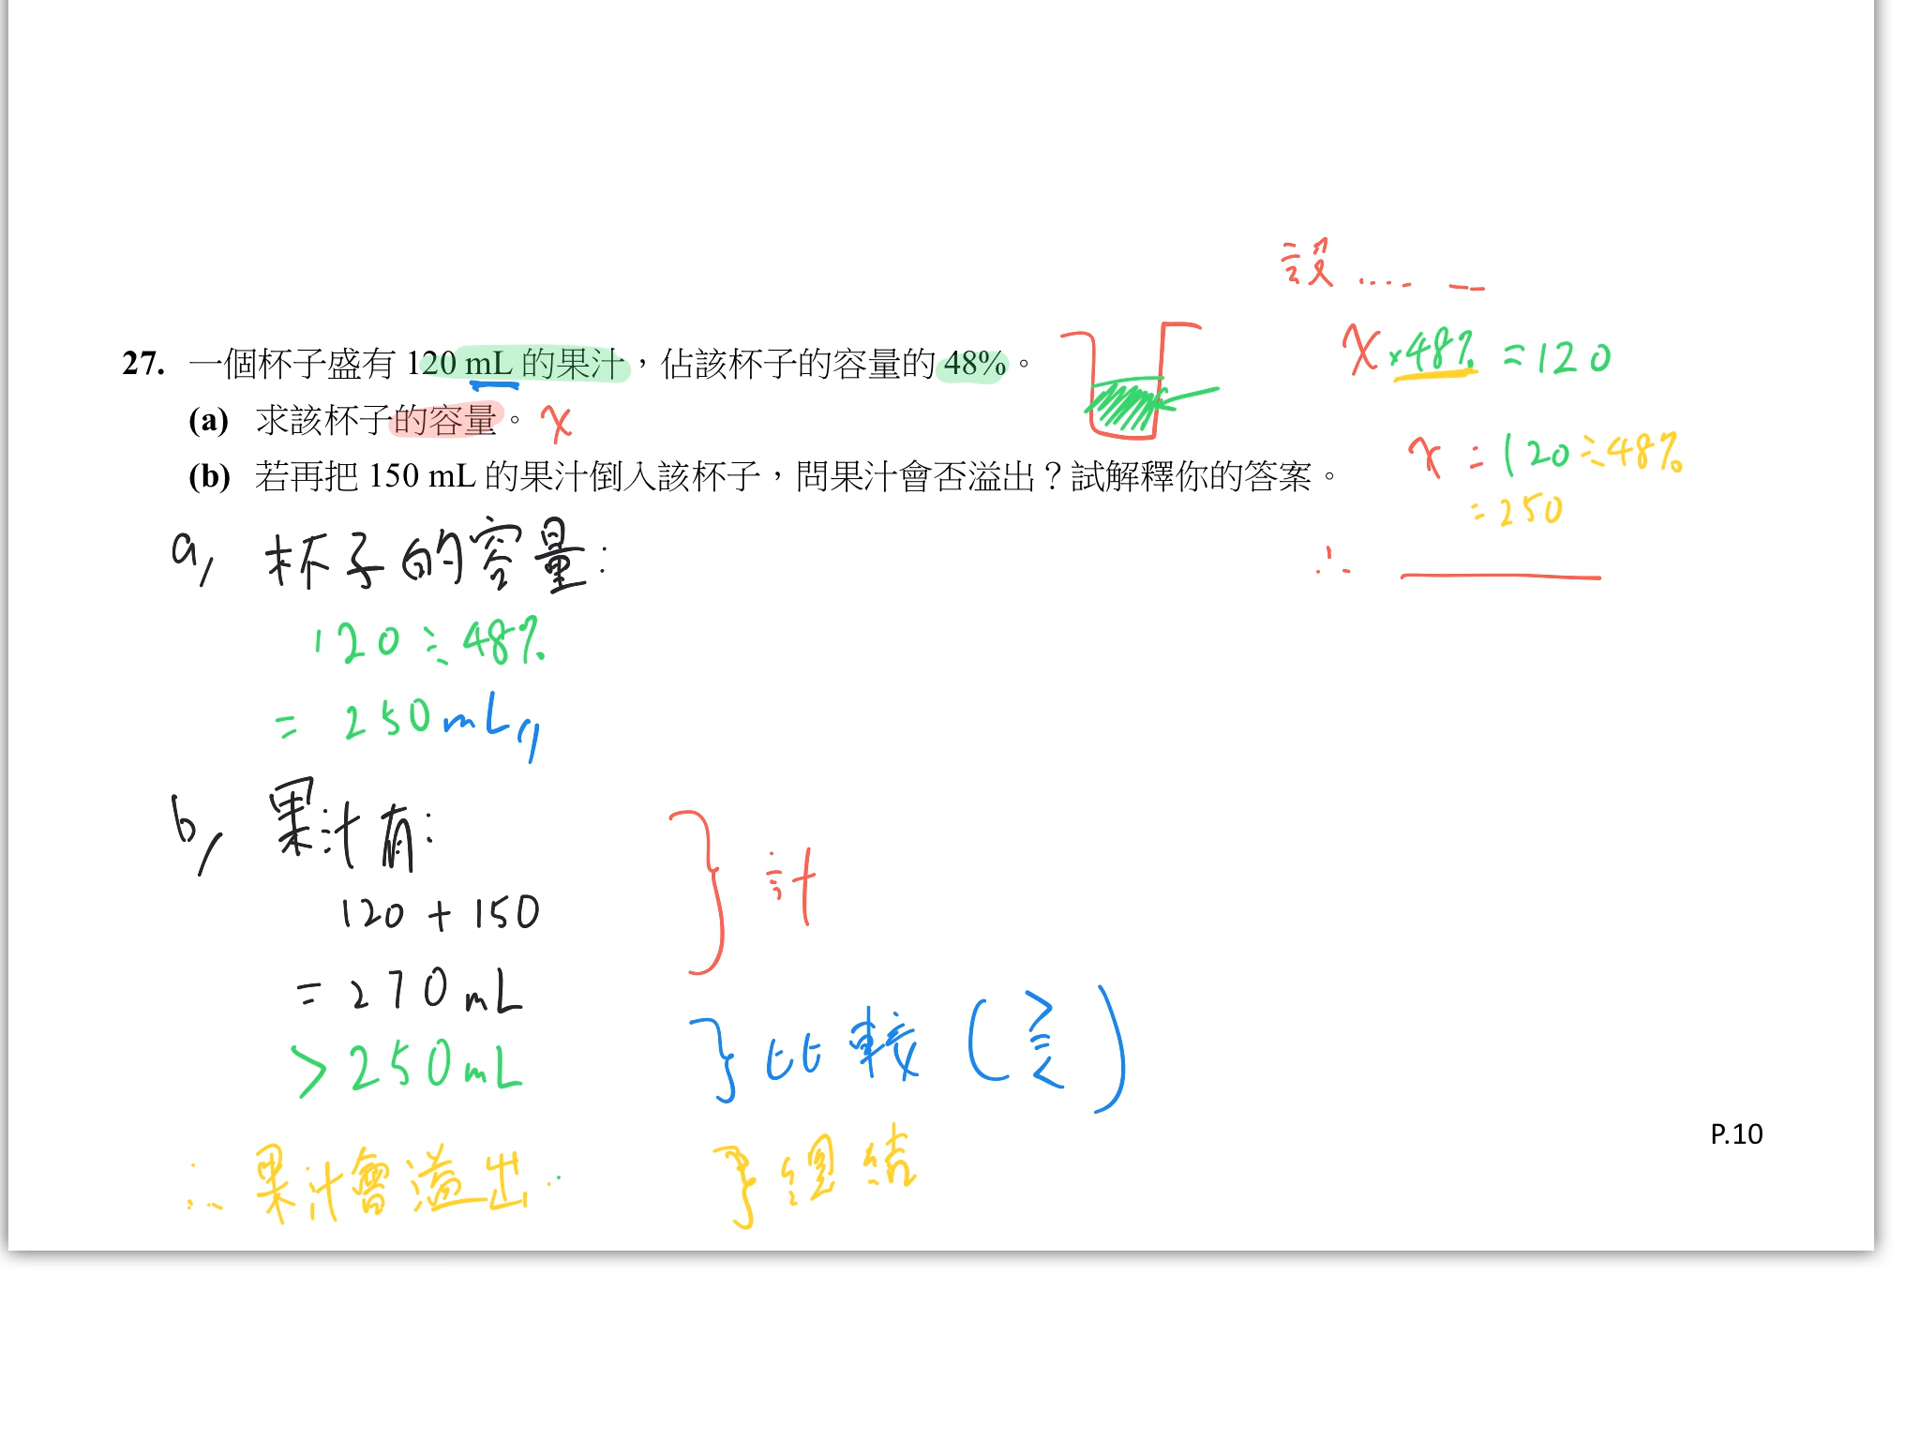 設 ..... —
27. 一個杯子盛有 120 mL 的果汁，佔該杯子的容量的 48%。
x × 48% = 120
(a) 求該杯子的容量。 x
x = 120 ÷ 48%
(b) 若再把 150 mL 的果汁倒入該杯子，問果汁會否溢出？試解釋你的答案。
= 250
∴
a, 杯子的容量：
120 ÷ 48%
= 250 mL //
b, 果汁有：
120 + 150
} 計
= 270 mL
> 250 mL } 比較 ( > = < )
∴ 果汁會溢出. } 總結
P.10